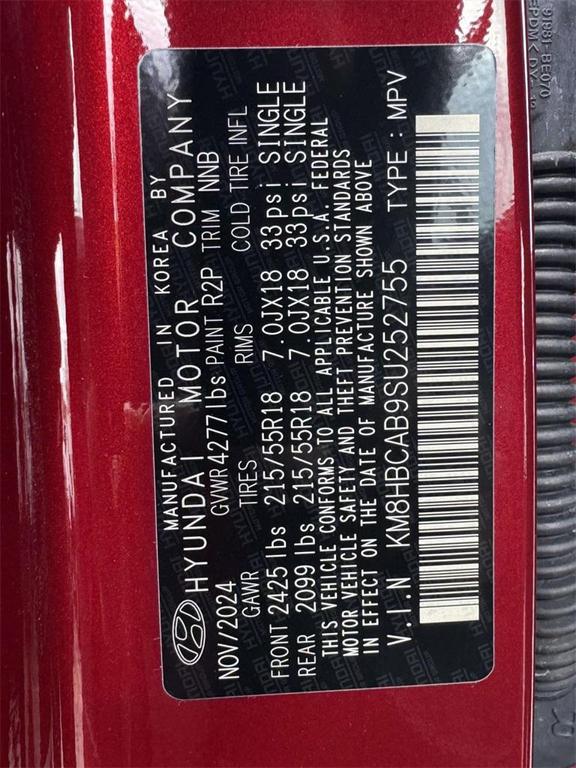 MANUFACTURED IN KOREA BY
HYUNDAI MOTOR COMPANY
NOV/2024 GVWR 4277lbs PAINT R2P TRIM NNB
GAWR TIRES RIMS COLD TIRE INFL
FRONT 2425 lbs 215/55R18 7.0JX18 33psi SINGLE
REAR 2099 lbs 215/55R18 7.0JX18 33psi SINGLE
THIS VEHICLE CONFORMS TO ALL APPLICABLE U.S.A. FEDERAL
MOTOR VEHICLE SAFETY AND THEFT PREVENTION STANDARDS
IN EFFECT ON THE DATE OF MANUFACTURE SHOWN ABOVE
V.I.N KM8HBCAB9SU252755 TYPE : MPV
91981-BE070